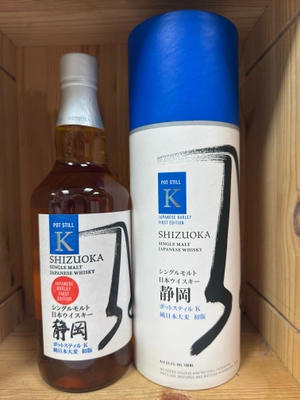 POT STILL
K
SHIZUOKA
SINGLE MALT
JAPANESE WHISKY
JAPANESE BARLEY
FIRST EDITION
シングルモルト
日本ウイスキー
静岡
ポットスティル K
純日本大麦 初版
POT STILL
K
JAPANESE BARLEY
FIRST EDITION
SHIZUOKA
SINGLE MALT
JAPANESE WHISKY
シングルモルト
日本ウイスキー
静岡
ポットスティル K
純日本大麦 初版